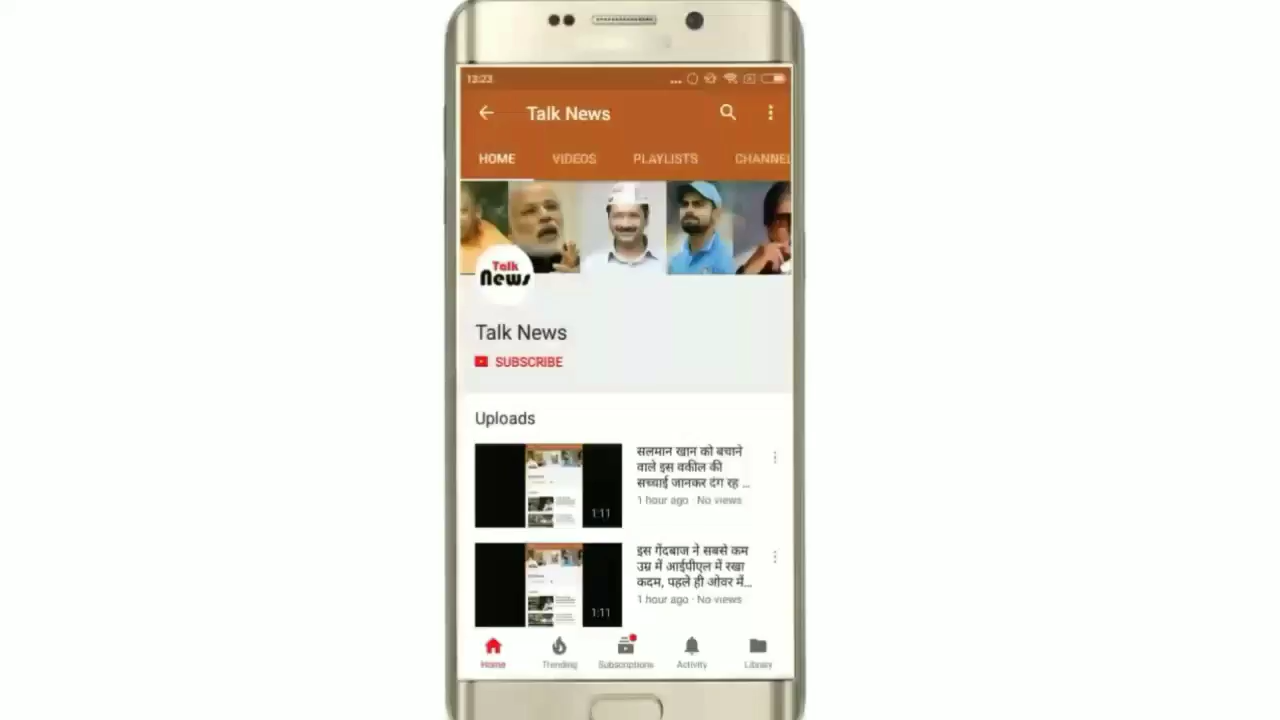 13:23
Talk News
HOME VIDEOS PLAYLISTS CHANNEL
Talk
News
Talk News
SUBSCRIBE
Uploads
सलमान खान को बचाने
वाले इस वकील की
सच्चाई जानकर दंग रह ...
1 hour ago · No views
1:11
इस गेंदबाज ने सबसे कम
उम्र में आईपीएल में रखा
कदम, पहले ही ओवर में...
1 hour ago · No views
1:11
Home Trending Subscriptions Activity Library